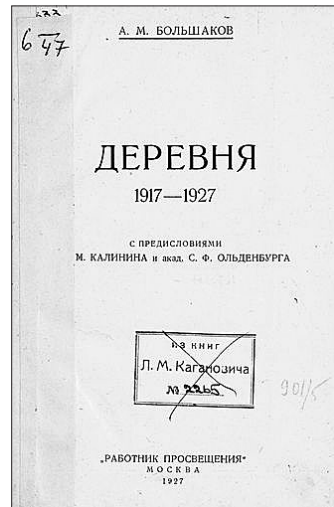 А. М. БОЛЬШАКОВ
6 47
ДЕРЕВНЯ
1917—1927
С ПРЕДИСЛОВИЯМИ
М. КАЛИНИНА и акад. С. Ф. ОЛЬДЕНБУРГА
из книг
Л. М. Кагановича
№ 2265
901/5
„РАБОТНИК ПРОСВЕЩЕНИЯ“
МОСКВА
1927